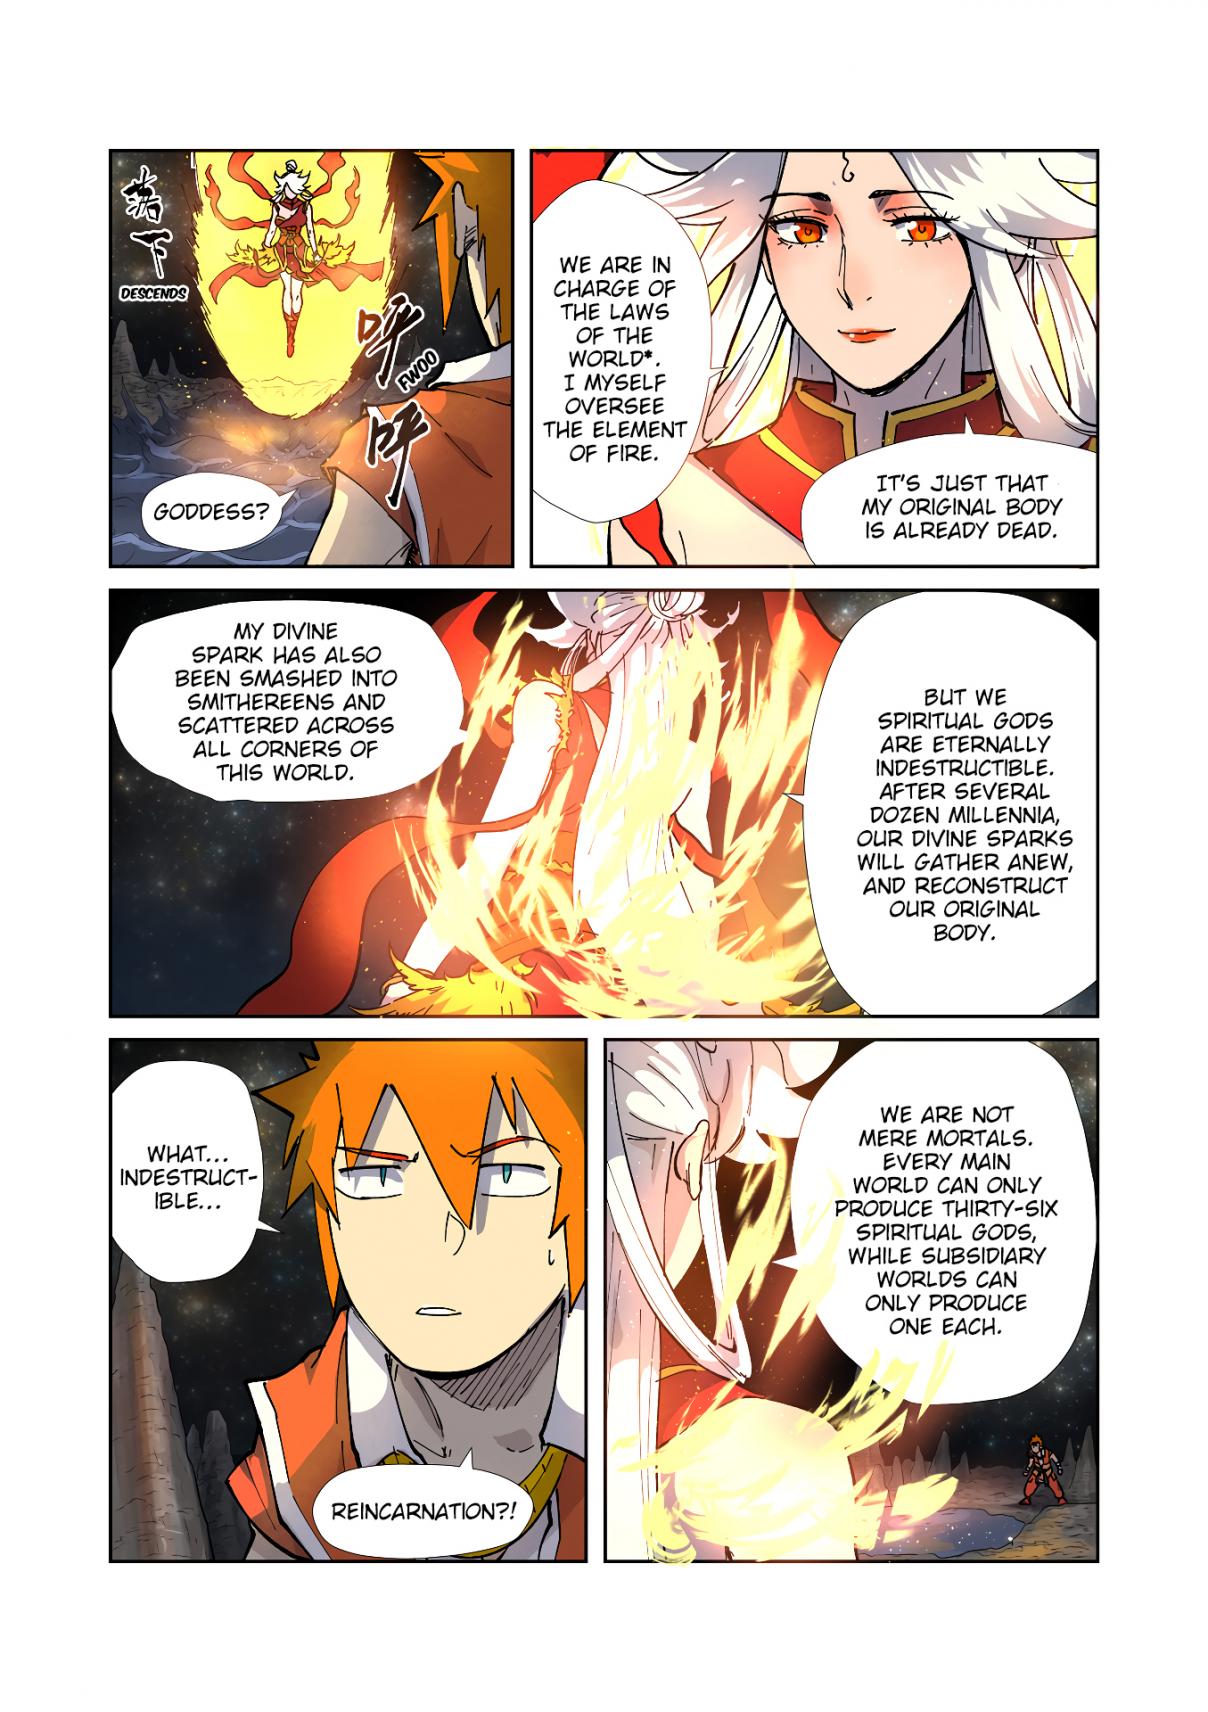 落下
DESCENDS
呼
FWOO
呼
GODDESS?
WE ARE IN
CHARGE OF
THE LAWS
OF THE
WORLD*.
I MYSELF
OVERSEE
THE ELEMENT
OF FIRE.
IT'S JUST THAT
MY ORIGINAL BODY
IS ALREADY DEAD.
MY DIVINE
SPARK HAS ALSO
BEEN SMASHED INTO
SMITHEREENS AND
SCATTERED ACROSS
ALL CORNERS OF
THIS WORLD.
BUT WE
SPIRITUAL GODS
ARE ETERNALLY
INDESTRUCTIBLE.
AFTER SEVERAL
DOZEN MILLENNIA,
OUR DIVINE SPARKS
WILL GATHER ANEW,
AND RECONSTRUCT
OUR ORIGINAL
BODY.
WHAT...
INDESTRUCT-
IBLE...
REINCARNATION?!
WE ARE NOT
MERE MORTALS.
EVERY MAIN
WORLD CAN ONLY
PRODUCE THIRTY-SIX
SPIRITUAL GODS,
WHILE SUBSIDIARY
WORLDS CAN
ONLY PRODUCE
ONE EACH.